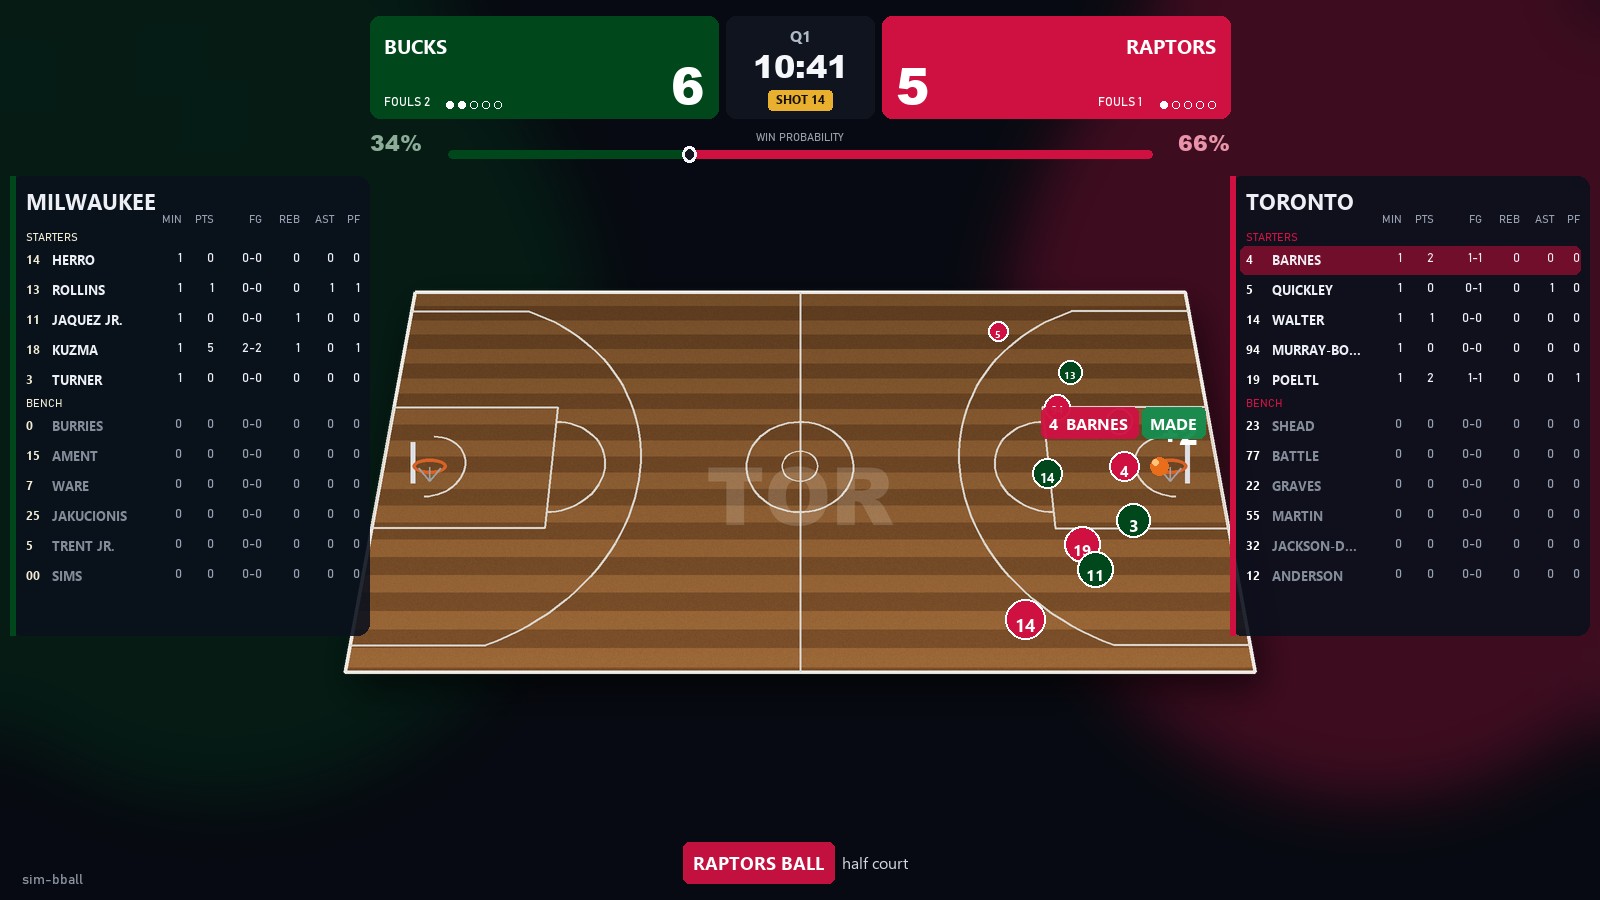 BUCKS
6
FOULS 2
Q1
10:41
SHOT 14
RAPTORS
5
FOULS 1
34%
WIN PROBABILITY
66%
MILWAUKEE
MIN PTS FG REB AST PF
STARTERS
14 HERRO 1 0 0-0 0 0 0
13 ROLLINS 1 1 0-0 0 1 1
11 JAQUEZ JR. 1 0 0-0 1 0 0
18 KUZMA 1 5 2-2 1 0 1
3 TURNER 1 0 0-0 0 0 0
BENCH
0 BURRIES 0 0 0-0 0 0 0
15 AMENT 0 0 0-0 0 0 0
7 WARE 0 0 0-0 0 0 0
25 JAKUCIONIS 0 0 0-0 0 0 0
5 TRENT JR. 0 0 0-0 0 0 0
00 SIMS 0 0 0-0 0 0 0
TORONTO
MIN PTS FG REB AST PF
STARTERS
4 BARNES 1 2 1-1 0 0 0
5 QUICKLEY 1 0 0-1 0 1 0
14 WALTER 1 1 0-0 0 0 0
94 MURRAY-BO... 1 0 0-0 0 0 0
19 POELTL 1 2 1-1 0 0 1
BENCH
23 SHEAD 0 0 0-0 0 0 0
77 BATTLE 0 0 0-0 0 0 0
22 GRAVES 0 0 0-0 0 0 0
55 MARTIN 0 0 0-0 0 0 0
32 JACKSON-D... 0 0 0-0 0 0 0
12 ANDERSON 0 0 0-0 0 0 0
5
13
4 BARNES MADE
14
4
TOR
3
19
11
14
RAPTORS BALL half court
sim-bball